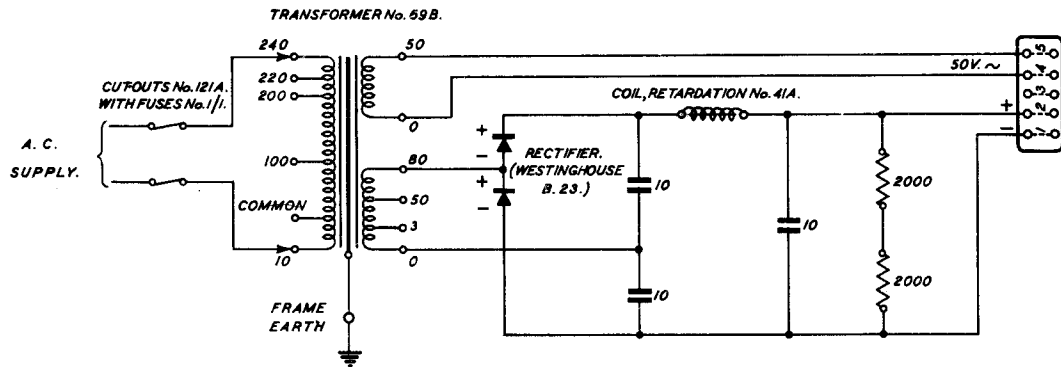 TRANSFORMER No. 59B.
240
220
200
100
COMMON
10
CUT-OUTS No. 121A.
WITH FUSES No. 1/1.
A. C.
SUPPLY.
FRAME
EARTH
50
0
80
50
3
0
+
-
+
-
RECTIFIER.
(WESTINGHOUSE
B. 23.)
COIL, RETARDATION No. 41A.
10
10
10
2000
2000
50V. ~
+
-
5
4
3
2
1